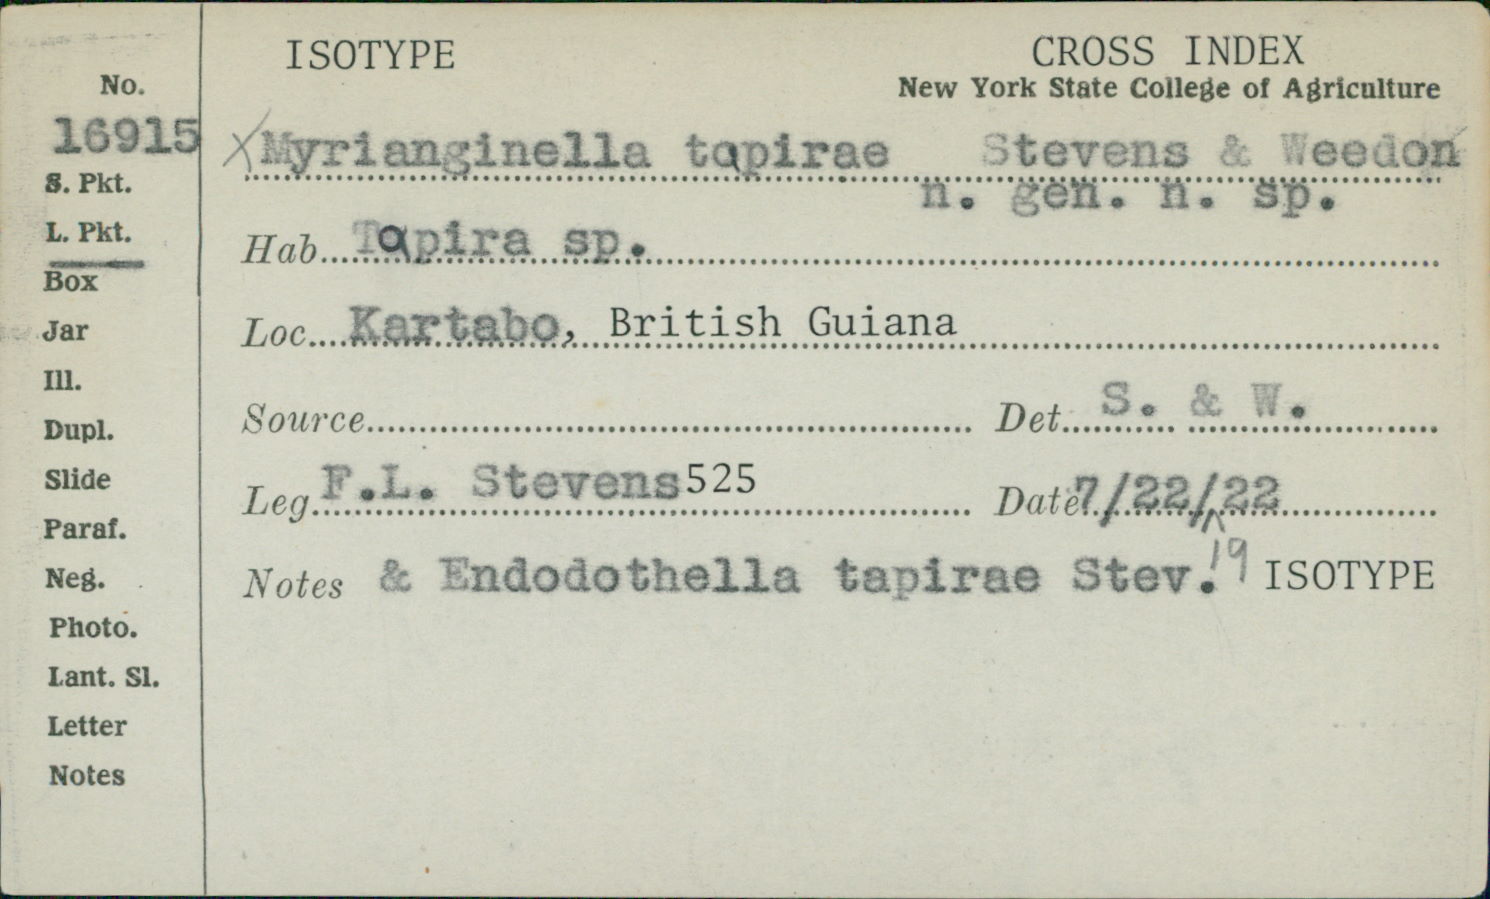 ISOTYPE
CROSS INDEX
New York State College of Agriculture
No.
16915
S. Pkt.
L. Pkt.
Box
Jar
Ill.
Dupl.
Slide
Paraf.
Neg.
Photo.
Lant. Sl.
Letter
Notes
X Myrianginella tapirae Stevens & Weedon
n. gen. n. sp.
Hab. Tapira sp.
Loc. Kartabo, British Guiana
Source
Det. S. & W.
Leg. F.L. Stevens 525
Date 7/22/22
19
Notes & Endodothella tapirae Stev. ISOTYPE